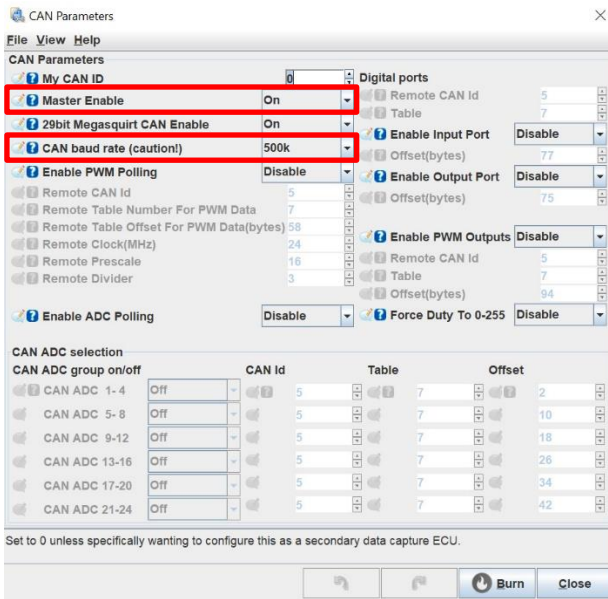 CAN Parameters
File View Help
CAN Parameters
My CAN ID 0
Master Enable On
29bit Megasquirt CAN Enable On
CAN baud rate (caution!) 500k
Enable PWM Polling Disable
Remote CAN Id 5
Remote Table Number For PWM Data 7
Remote Table Offset For PWM Data(bytes) 58
Remote Clock(MHz) 24
Remote Prescale 16
Remote Divider 3
Enable ADC Polling Disable
Digital ports
Remote CAN Id 5
Table 7
Enable Input Port Disable
Offset(bytes) 77
Enable Output Port Disable
Offset(bytes) 75
Enable PWM Outputs Disable
Remote CAN Id 5
Table 7
Offset(bytes) 94
Force Duty To 0-255 Disable
CAN ADC selection
CAN ADC group on/off CAN Id Table Offset
CAN ADC 1- 4 Off 5 7 2
CAN ADC 5- 8 Off 5 7 10
CAN ADC 9-12 Off 5 7 18
CAN ADC 13-16 Off 5 7 26
CAN ADC 17-20 Off 5 7 34
CAN ADC 21-24 Off 5 7 42
Set to 0 unless specifically wanting to configure this as a secondary data capture ECU.
Burn Close